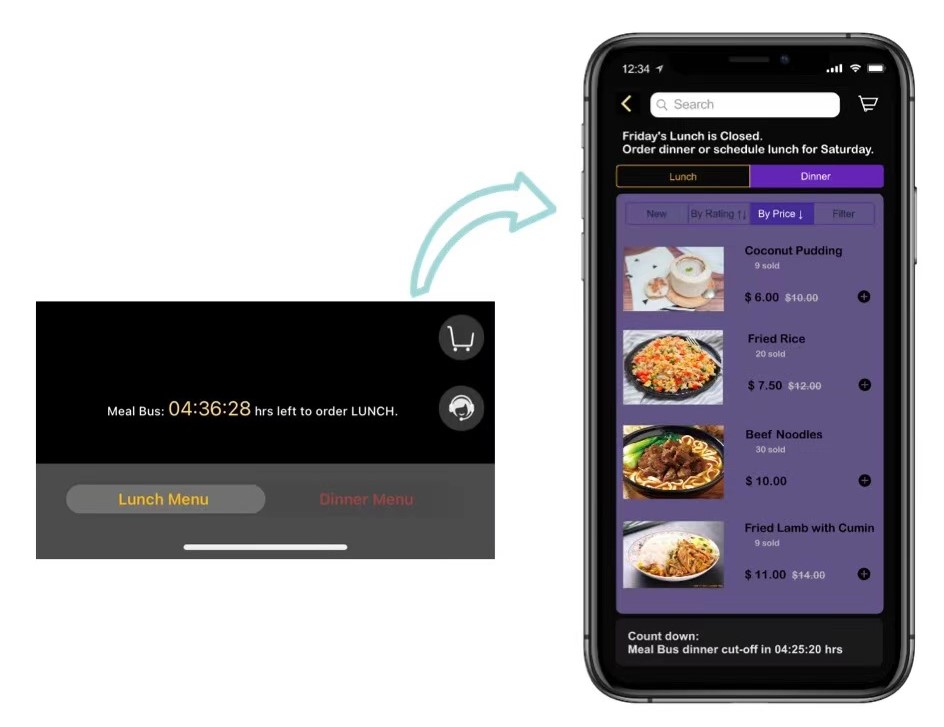 Meal Bus: 04:36:28 hrs left to order LUNCH.
Lunch Menu
Dinner Menu
12:34
Search
Friday's Lunch is Closed.
Order dinner or schedule lunch for Saturday.
Lunch
Dinner
New
By Rating ↑↓
By Price ↓
Filter
Coconut Pudding
9 sold
$ 6.00 $10.00
Fried Rice
20 sold
$ 7.50 $12.00
Beef Noodles
30 sold
$ 10.00
Fried Lamb with Cumin
9 sold
$ 11.00 $14.00
Count down:
Meal Bus dinner cut-off in 04:25:20 hrs